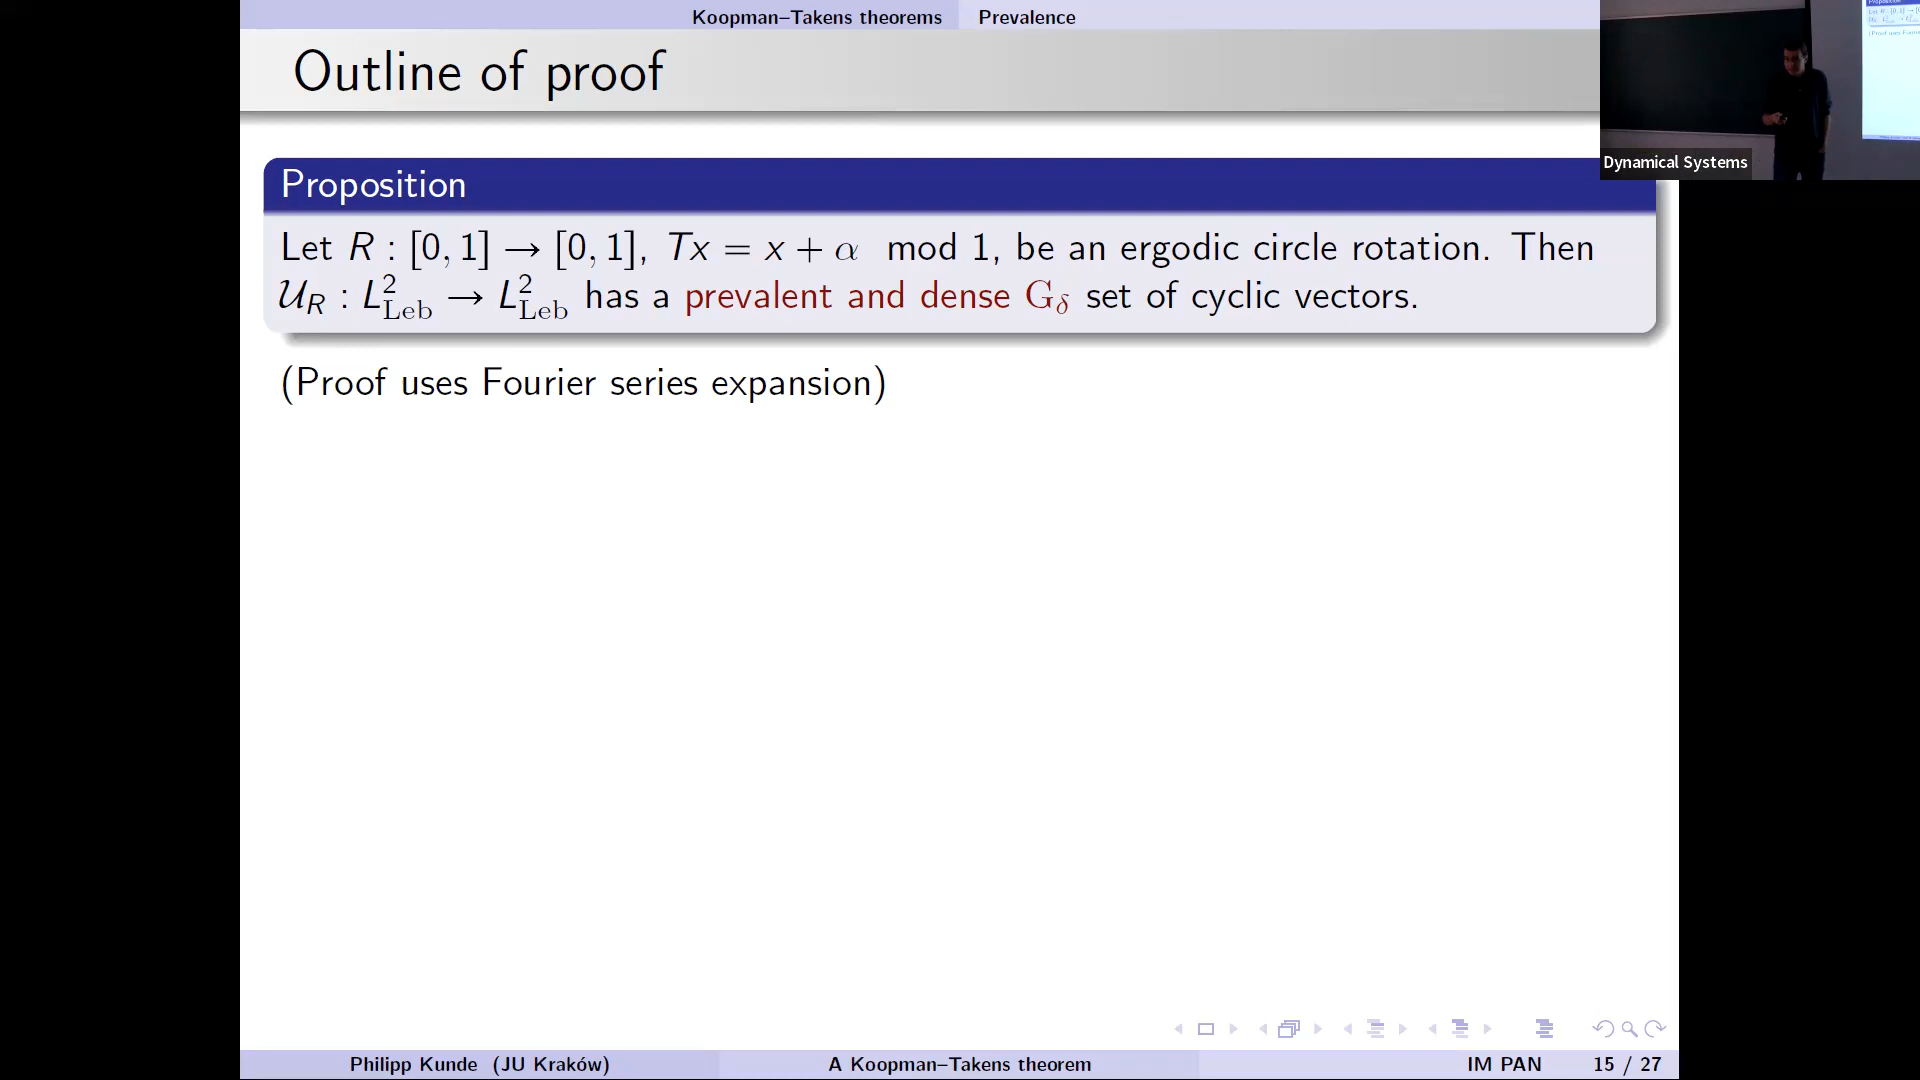 Koopman–Takens theorems Prevalence
Outline of proof
Dynamical Systems
Proposition
Let R : [0, 1] → [0, 1], Tx = x + α mod 1, be an ergodic circle rotation. Then
𝒰_R : L²_Leb → L²_Leb has a prevalent and dense G_δ set of cyclic vectors.
(Proof uses Fourier series expansion)
Philipp Kunde (JU Kraków) A Koopman–Takens theorem IM PAN 15 / 27